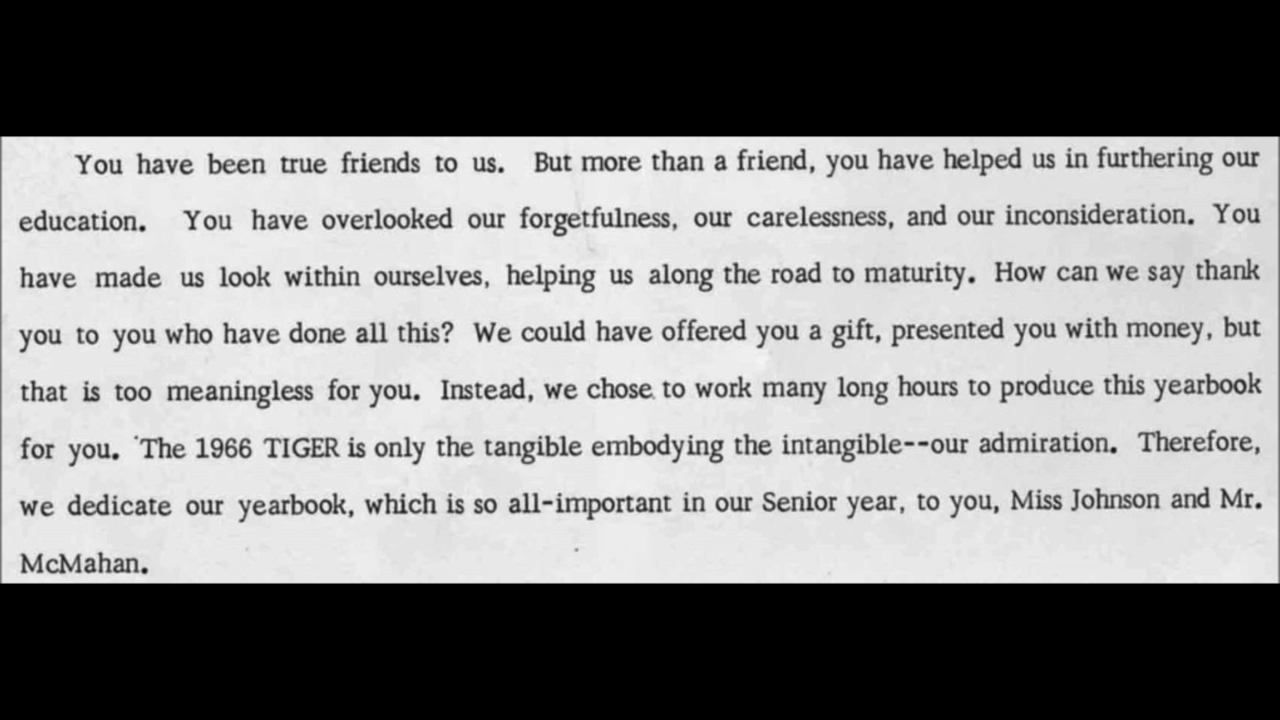 You have been true friends to us. But more than a friend, you have helped us in furthering our
education. You have overlooked our forgetfulness, our carelessness, and our inconsideration. You
have made us look within ourselves, helping us along the road to maturity. How can we say thank
you to you who have done all this? We could have offered you a gift, presented you with money, but
that is too meaningless for you. Instead, we chose to work many long hours to produce this yearbook
for you. The 1966 TIGER is only the tangible embodying the intangible--our admiration. Therefore,
we dedicate our yearbook, which is so all-important in our Senior year, to you, Miss Johnson and Mr.
McMahan.